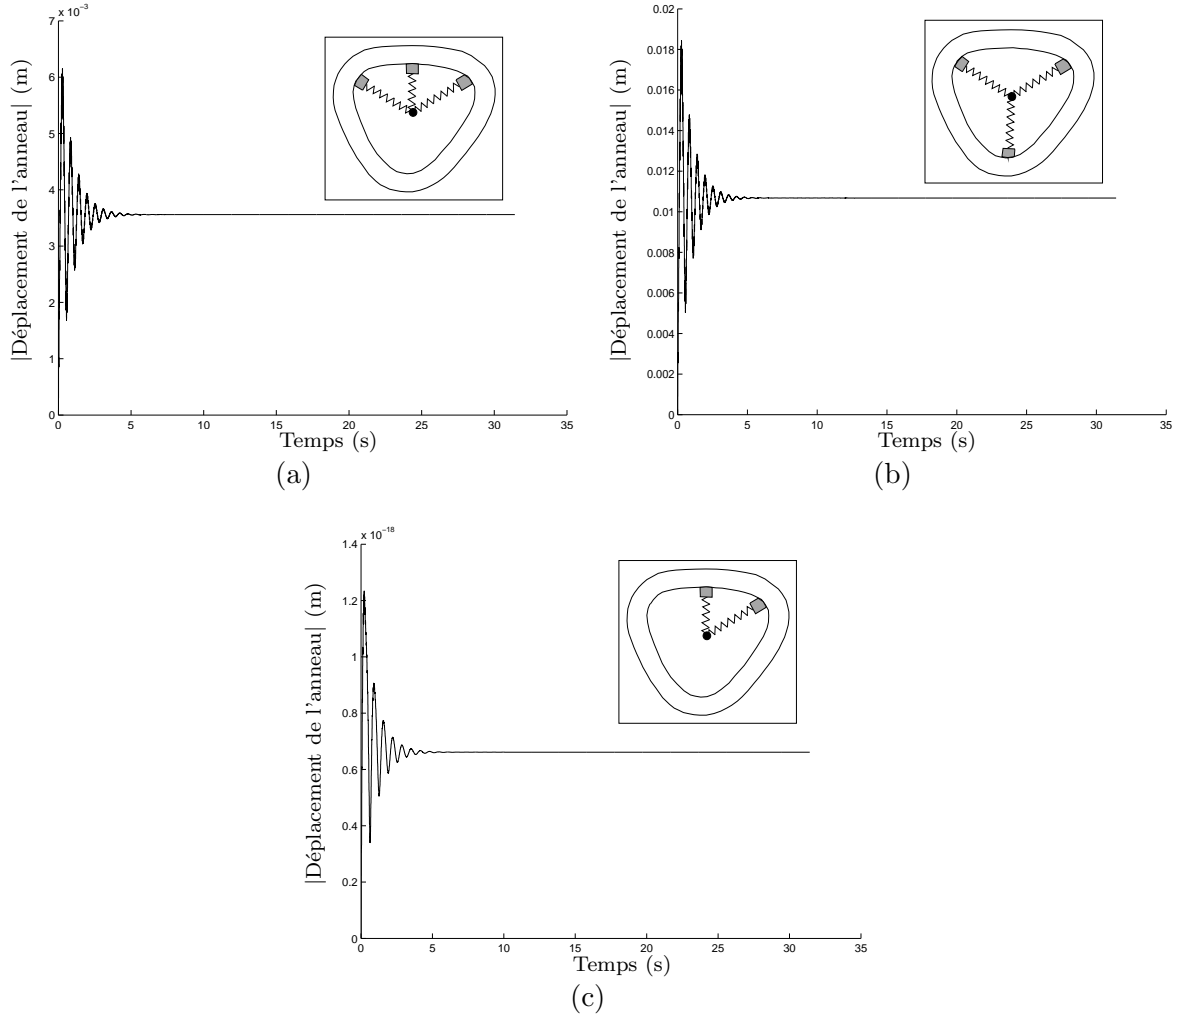 x 10−3
7
6
5
4
3
2
1
0
|Déplacement de l'anneau| (m)
0 5 10 15 20 25 30 35
Temps (s)
(a)
0.02
0.018
0.016
0.014
0.012
0.01
0.008
0.006
0.004
0.002
0
|Déplacement de l'anneau| (m)
0 5 10 15 20 25 30 35
Temps (s)
(b)
x 10−18
1.4
1.2
1
0.8
0.6
0.4
0.2
0
|Déplacement de l'anneau| (m)
0 5 10 15 20 25 30 35
Temps (s)
(c)